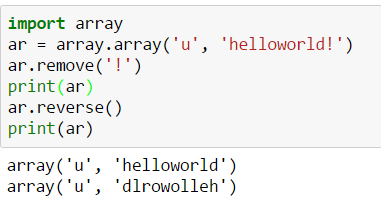 import array
ar = array.array('u', 'helloworld!')
ar.remove('!')
print(ar)
ar.reverse()
print(ar)
array('u', 'helloworld')
array('u', 'dlrowolleh')